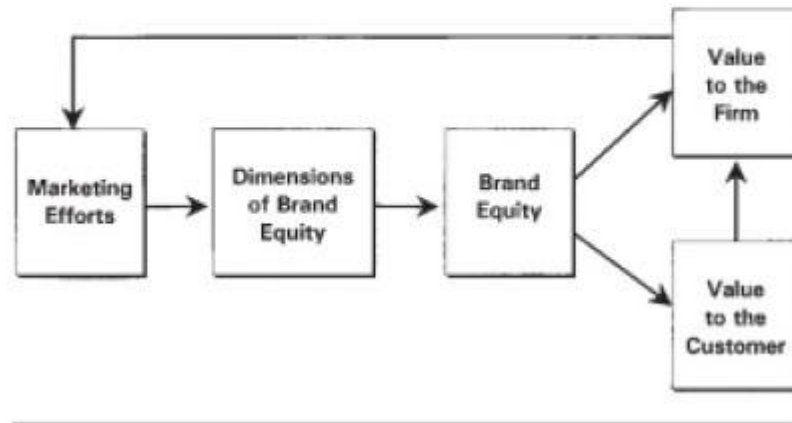 Value
to the
Firm
Marketing
Efforts
Dimensions
of Brand
Equity
Brand
Equity
Value
to the
Customer